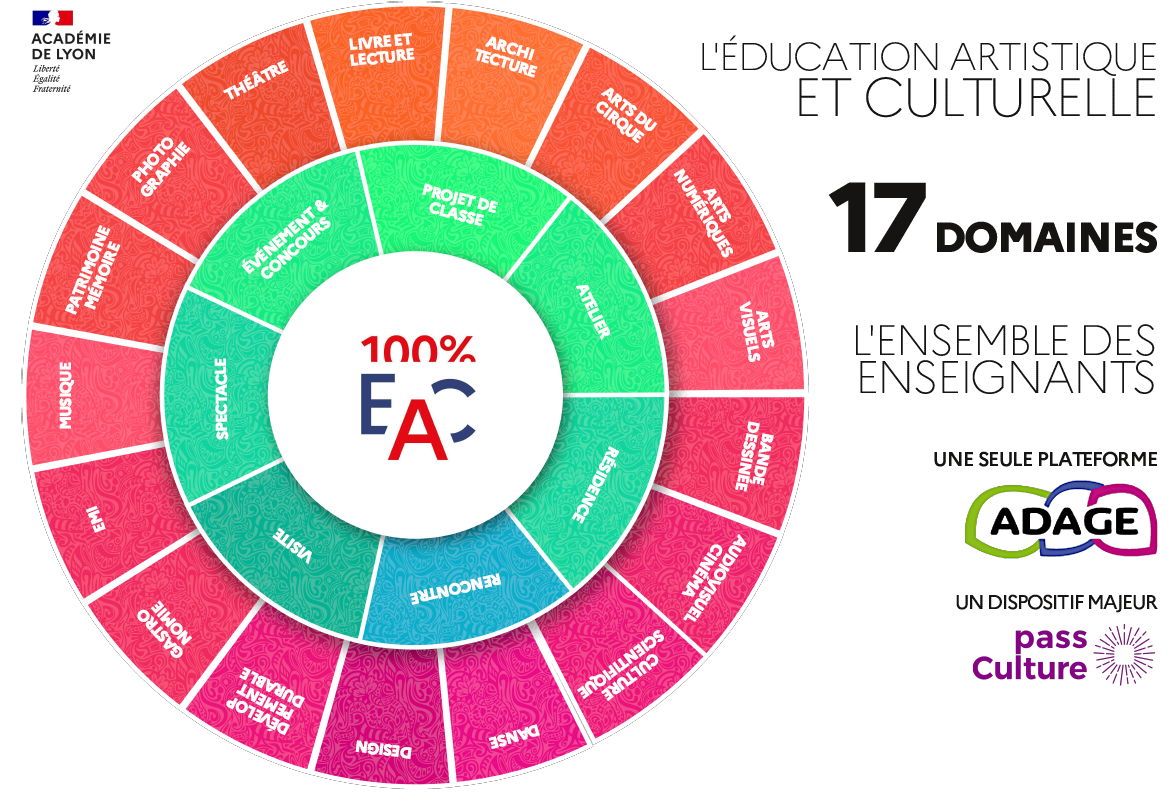 ACADÉMIE
DE LYON
Liberté
Égalité
Fraternité
L'ÉDUCATION ARTISTIQUE
ET CULTURELLE
17 DOMAINES
L'ENSEMBLE DES
ENSEIGNANTS
UNE SEULE PLATEFORME
ADAGE
UN DISPOSITIF MAJEUR
pass
Culture
LIVRE ET
LECTURE
ARCHI
TECTURE
ARTS DU
CIRQUE
ARTS
NUMÉRIQUES
ARTS
VISUELS
BANDE
DESSINÉE
AUDIOVISUEL
CINÉMA
CULTURE
SCIENTIFIQUE
DANSE
DESIGN
DÉVELOP
PEMENT
DURABLE
GASTRO
NOMIE
EMI
MUSIQUE
PATRIMOINE
MÉMOIRE
PHOTO
GRAPHIE
THÉÂTRE
PROJET DE
CLASSE
ATELIER
RÉSIDENCE
RENCONTRE
VISITE
SPECTACLE
ÉVÉNEMENT &
CONCOURS
100%
EAC